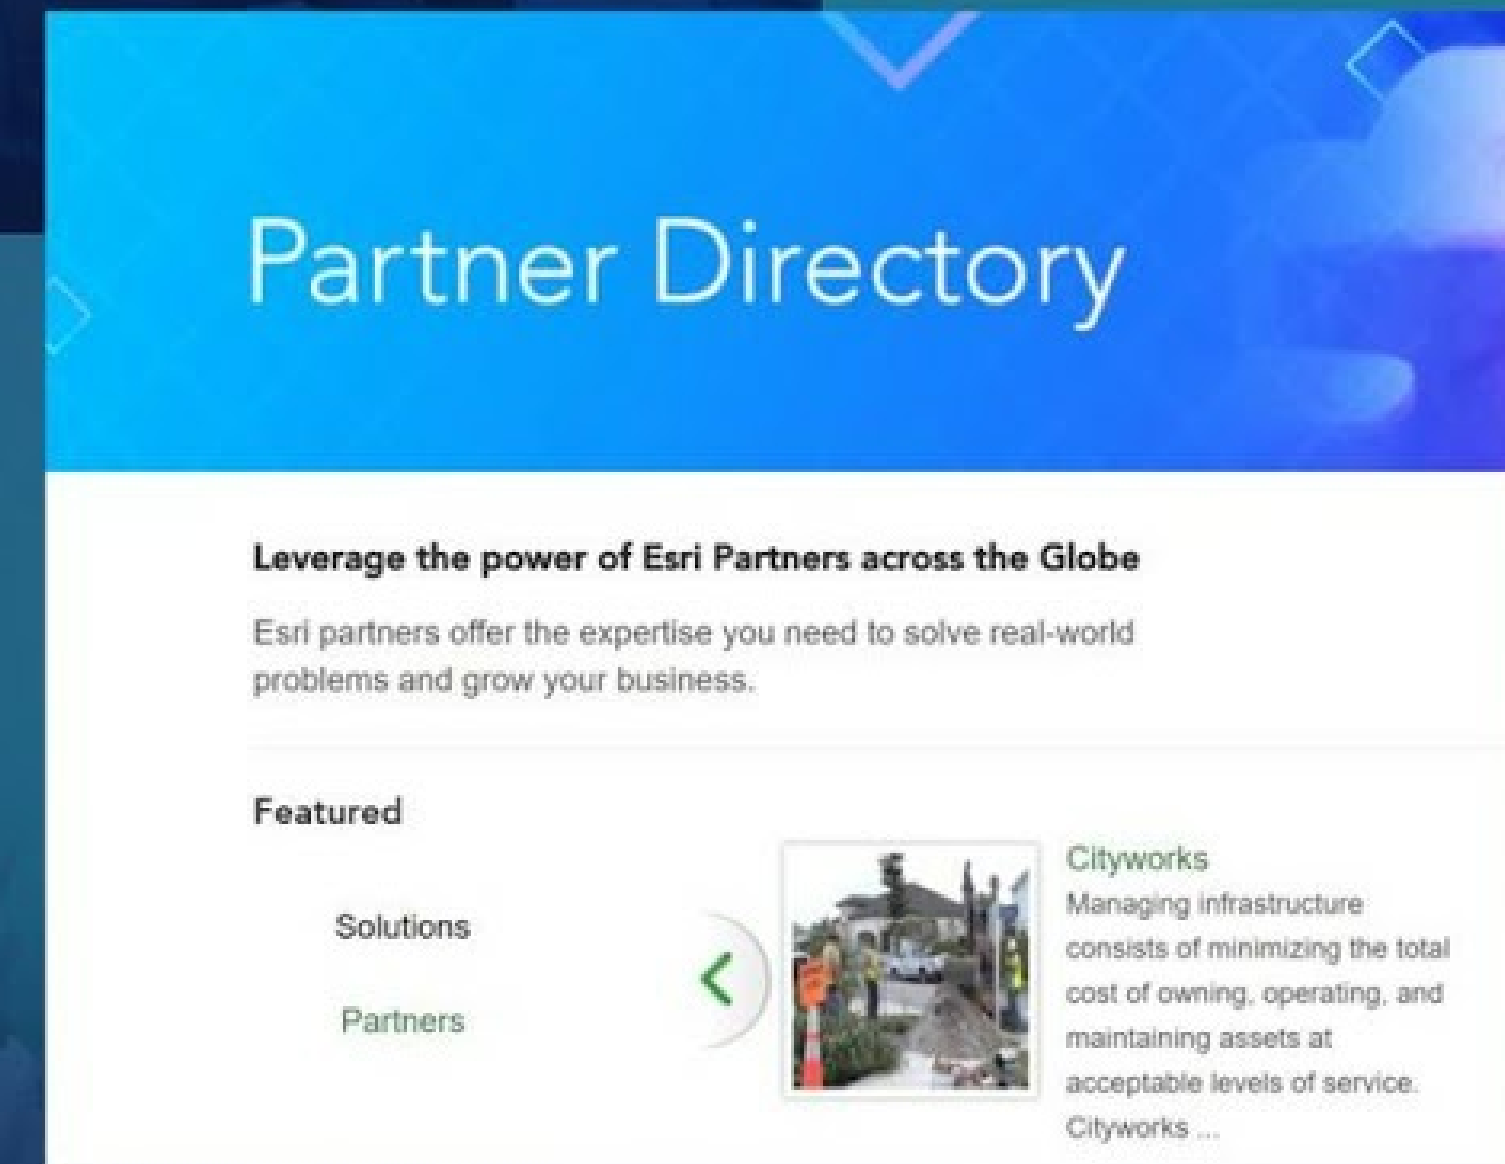 Partner Directory
Leverage the power of Esri Partners across the Globe
Esri partners offer the expertise you need to solve real-world
problems and grow your business.
Featured
Solutions
Partners
Cityworks
Managing infrastructure
consists of minimizing the total
cost of owning, operating, and
maintaining assets at
acceptable levels of service.
Cityworks ...